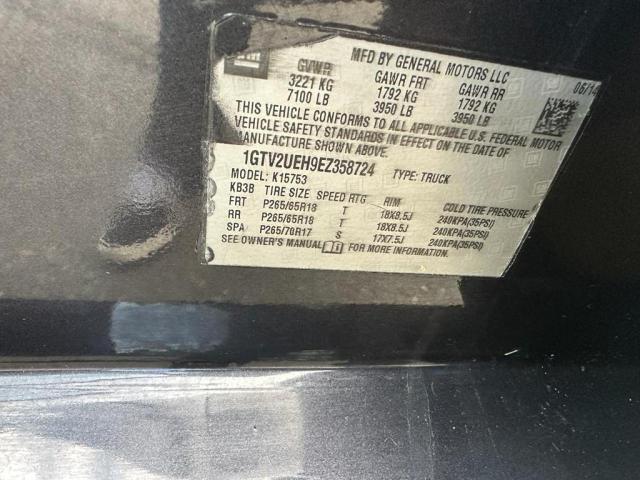 GM
MFD BY GENERAL MOTORS LLC
06/14
GVWR GAWR FRT GAWR RR
3221 KG 1792 KG 1792 KG
7100 LB 3950 LB 3950 LB
THIS VEHICLE CONFORMS TO ALL APPLICABLE U.S. FEDERAL MOTOR
VEHICLE SAFETY STANDARDS IN EFFECT ON THE DATE OF
MANUFACTURE SHOWN ABOVE.
1GTV2UEH9EZ358724 TYPE: TRUCK
MODEL: K15753
KB3B TIRE SIZE SPEED RTG RIM COLD TIRE PRESSURE
FRT P265/65R18 T 18X8.5J 240KPA(35PSI)
RR P265/65R18 T 18X8.5J 240KPA(35PSI)
SPA P265/70R17 S 17X7.5J 240KPA(35PSI)
SEE OWNER'S MANUAL FOR MORE INFORMATION.